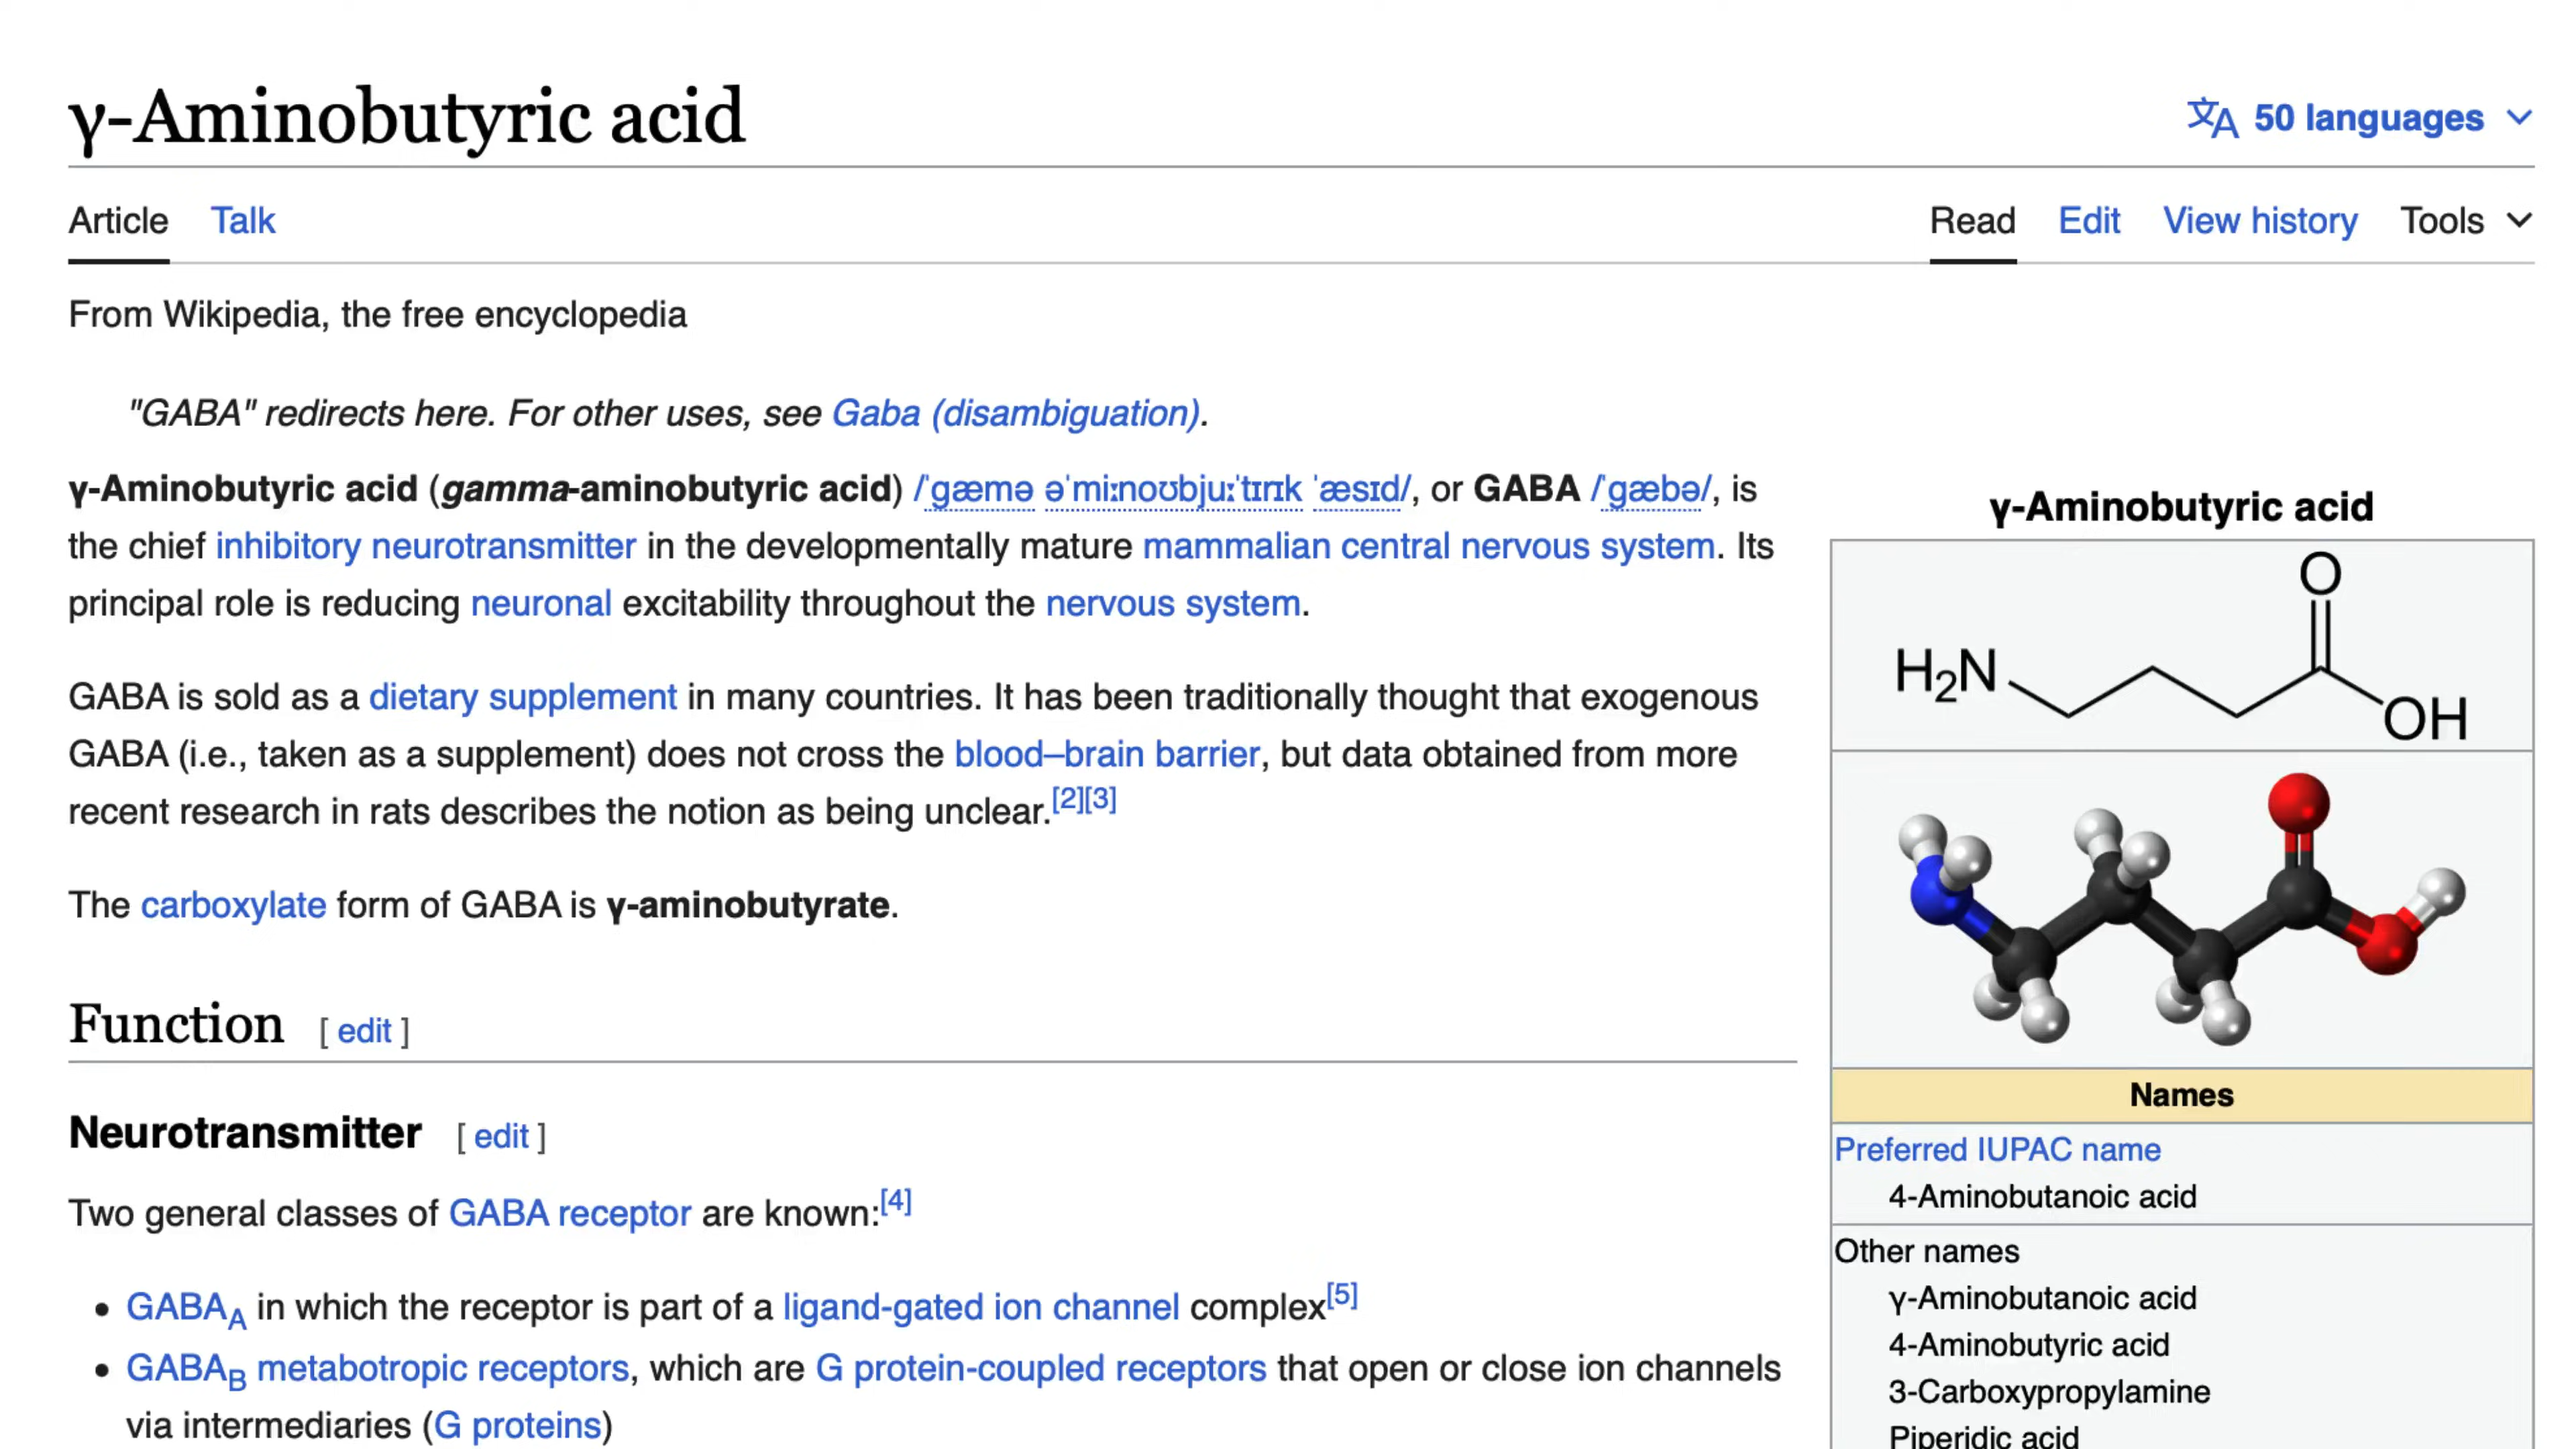 γ-Aminobutyric acid
文A 50 languages
Article Talk
Read Edit View history Tools
From Wikipedia, the free encyclopedia
"GABA" redirects here. For other uses, see Gaba (disambiguation).
γ-Aminobutyric acid (gamma-aminobutyric acid) /ˈɡæmə əˈmiːnoʊbjuːˈtɪrɪk ˈæsɪd/, or GABA /ˈɡæbə/, is
the chief inhibitory neurotransmitter in the developmentally mature mammalian central nervous system. Its
principal role is reducing neuronal excitability throughout the nervous system.
GABA is sold as a dietary supplement in many countries. It has been traditionally thought that exogenous
GABA (i.e., taken as a supplement) does not cross the blood–brain barrier, but data obtained from more
recent research in rats describes the notion as being unclear.[2][3]
The carboxylate form of GABA is γ-aminobutyrate.
Function [ edit ]
Neurotransmitter [ edit ]
Two general classes of GABA receptor are known:[4]
• GABAA in which the receptor is part of a ligand-gated ion channel complex[5]
• GABAB metabotropic receptors, which are G protein-coupled receptors that open or close ion channels
via intermediaries (G proteins)
γ-Aminobutyric acid
O
H2N
OH
Names
Preferred IUPAC name
4-Aminobutanoic acid
Other names
γ-Aminobutanoic acid
4-Aminobutyric acid
3-Carboxypropylamine
Piperidic acid